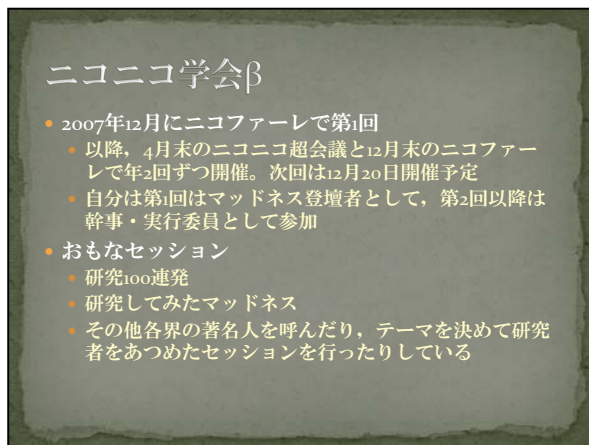 ニコニコ学会β
• 2007年12月にニコファーレで第1回
• 以降，4月末のニコニコ超会議と12月末のニコファー
レで年2回ずつ開催。次回は12月20日開催予定
• 自分は第1回はマッドネス登壇者として，第2回以降は
幹事・実行委員として参加
• おもなセッション
• 研究100連発
• 研究してみたマッドネス
• その他各界の著名人を呼んだり，テーマを決めて研究
者をあつめたセッションを行ったりしている